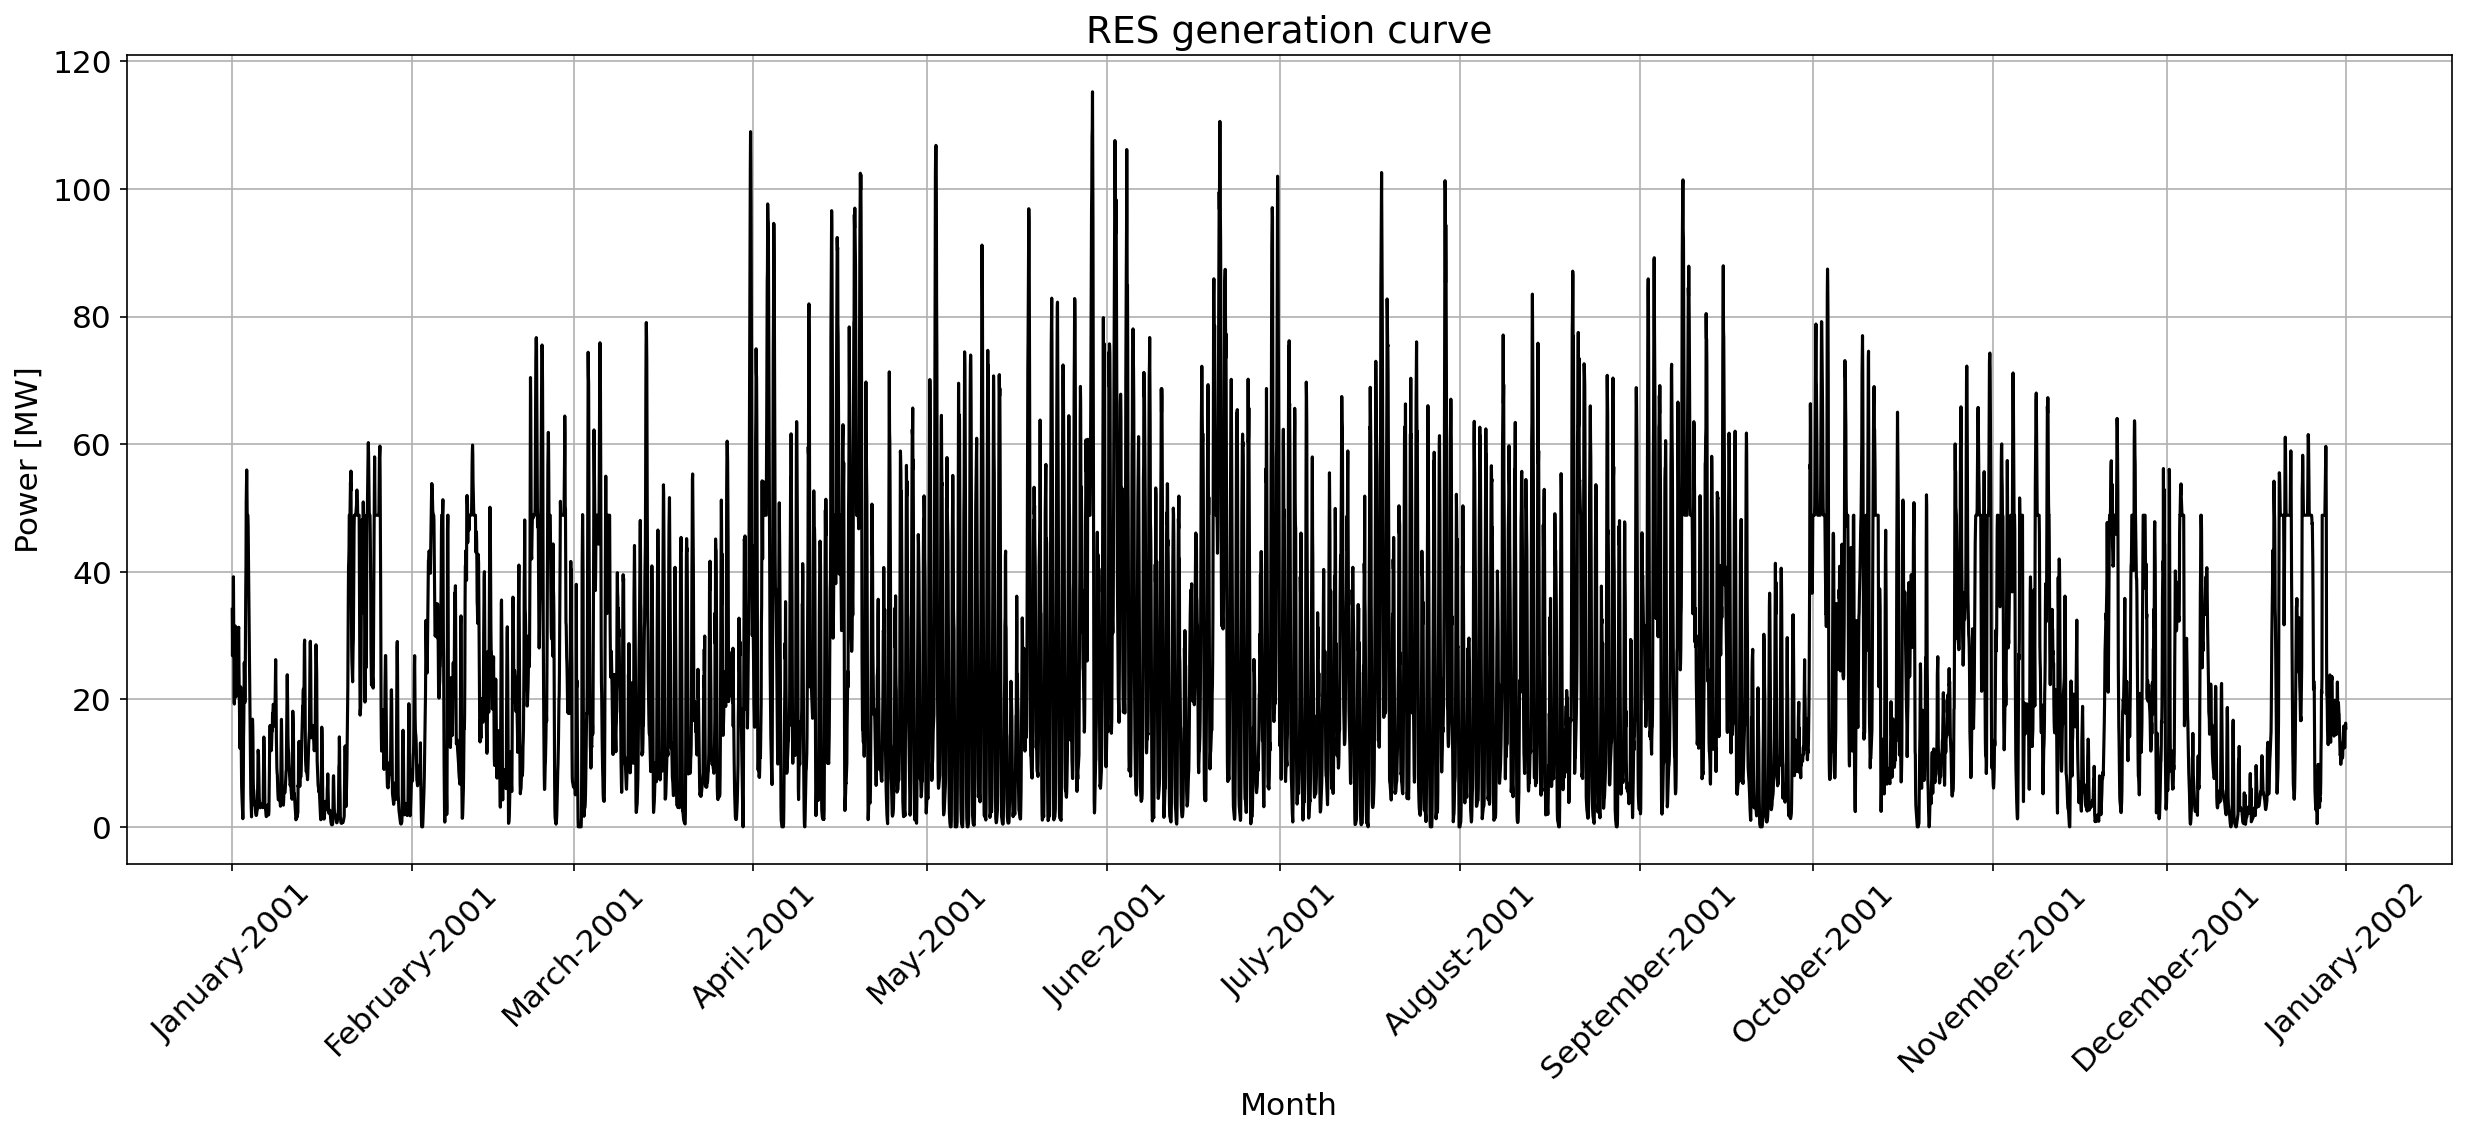 RES generation curve
120
100
80
60
40
20
0
Power [MW]
January-2001
February-2001
March-2001
April-2001
May-2001
June-2001
July-2001
August-2001
September-2001
October-2001
November-2001
December-2001
January-2002
Month